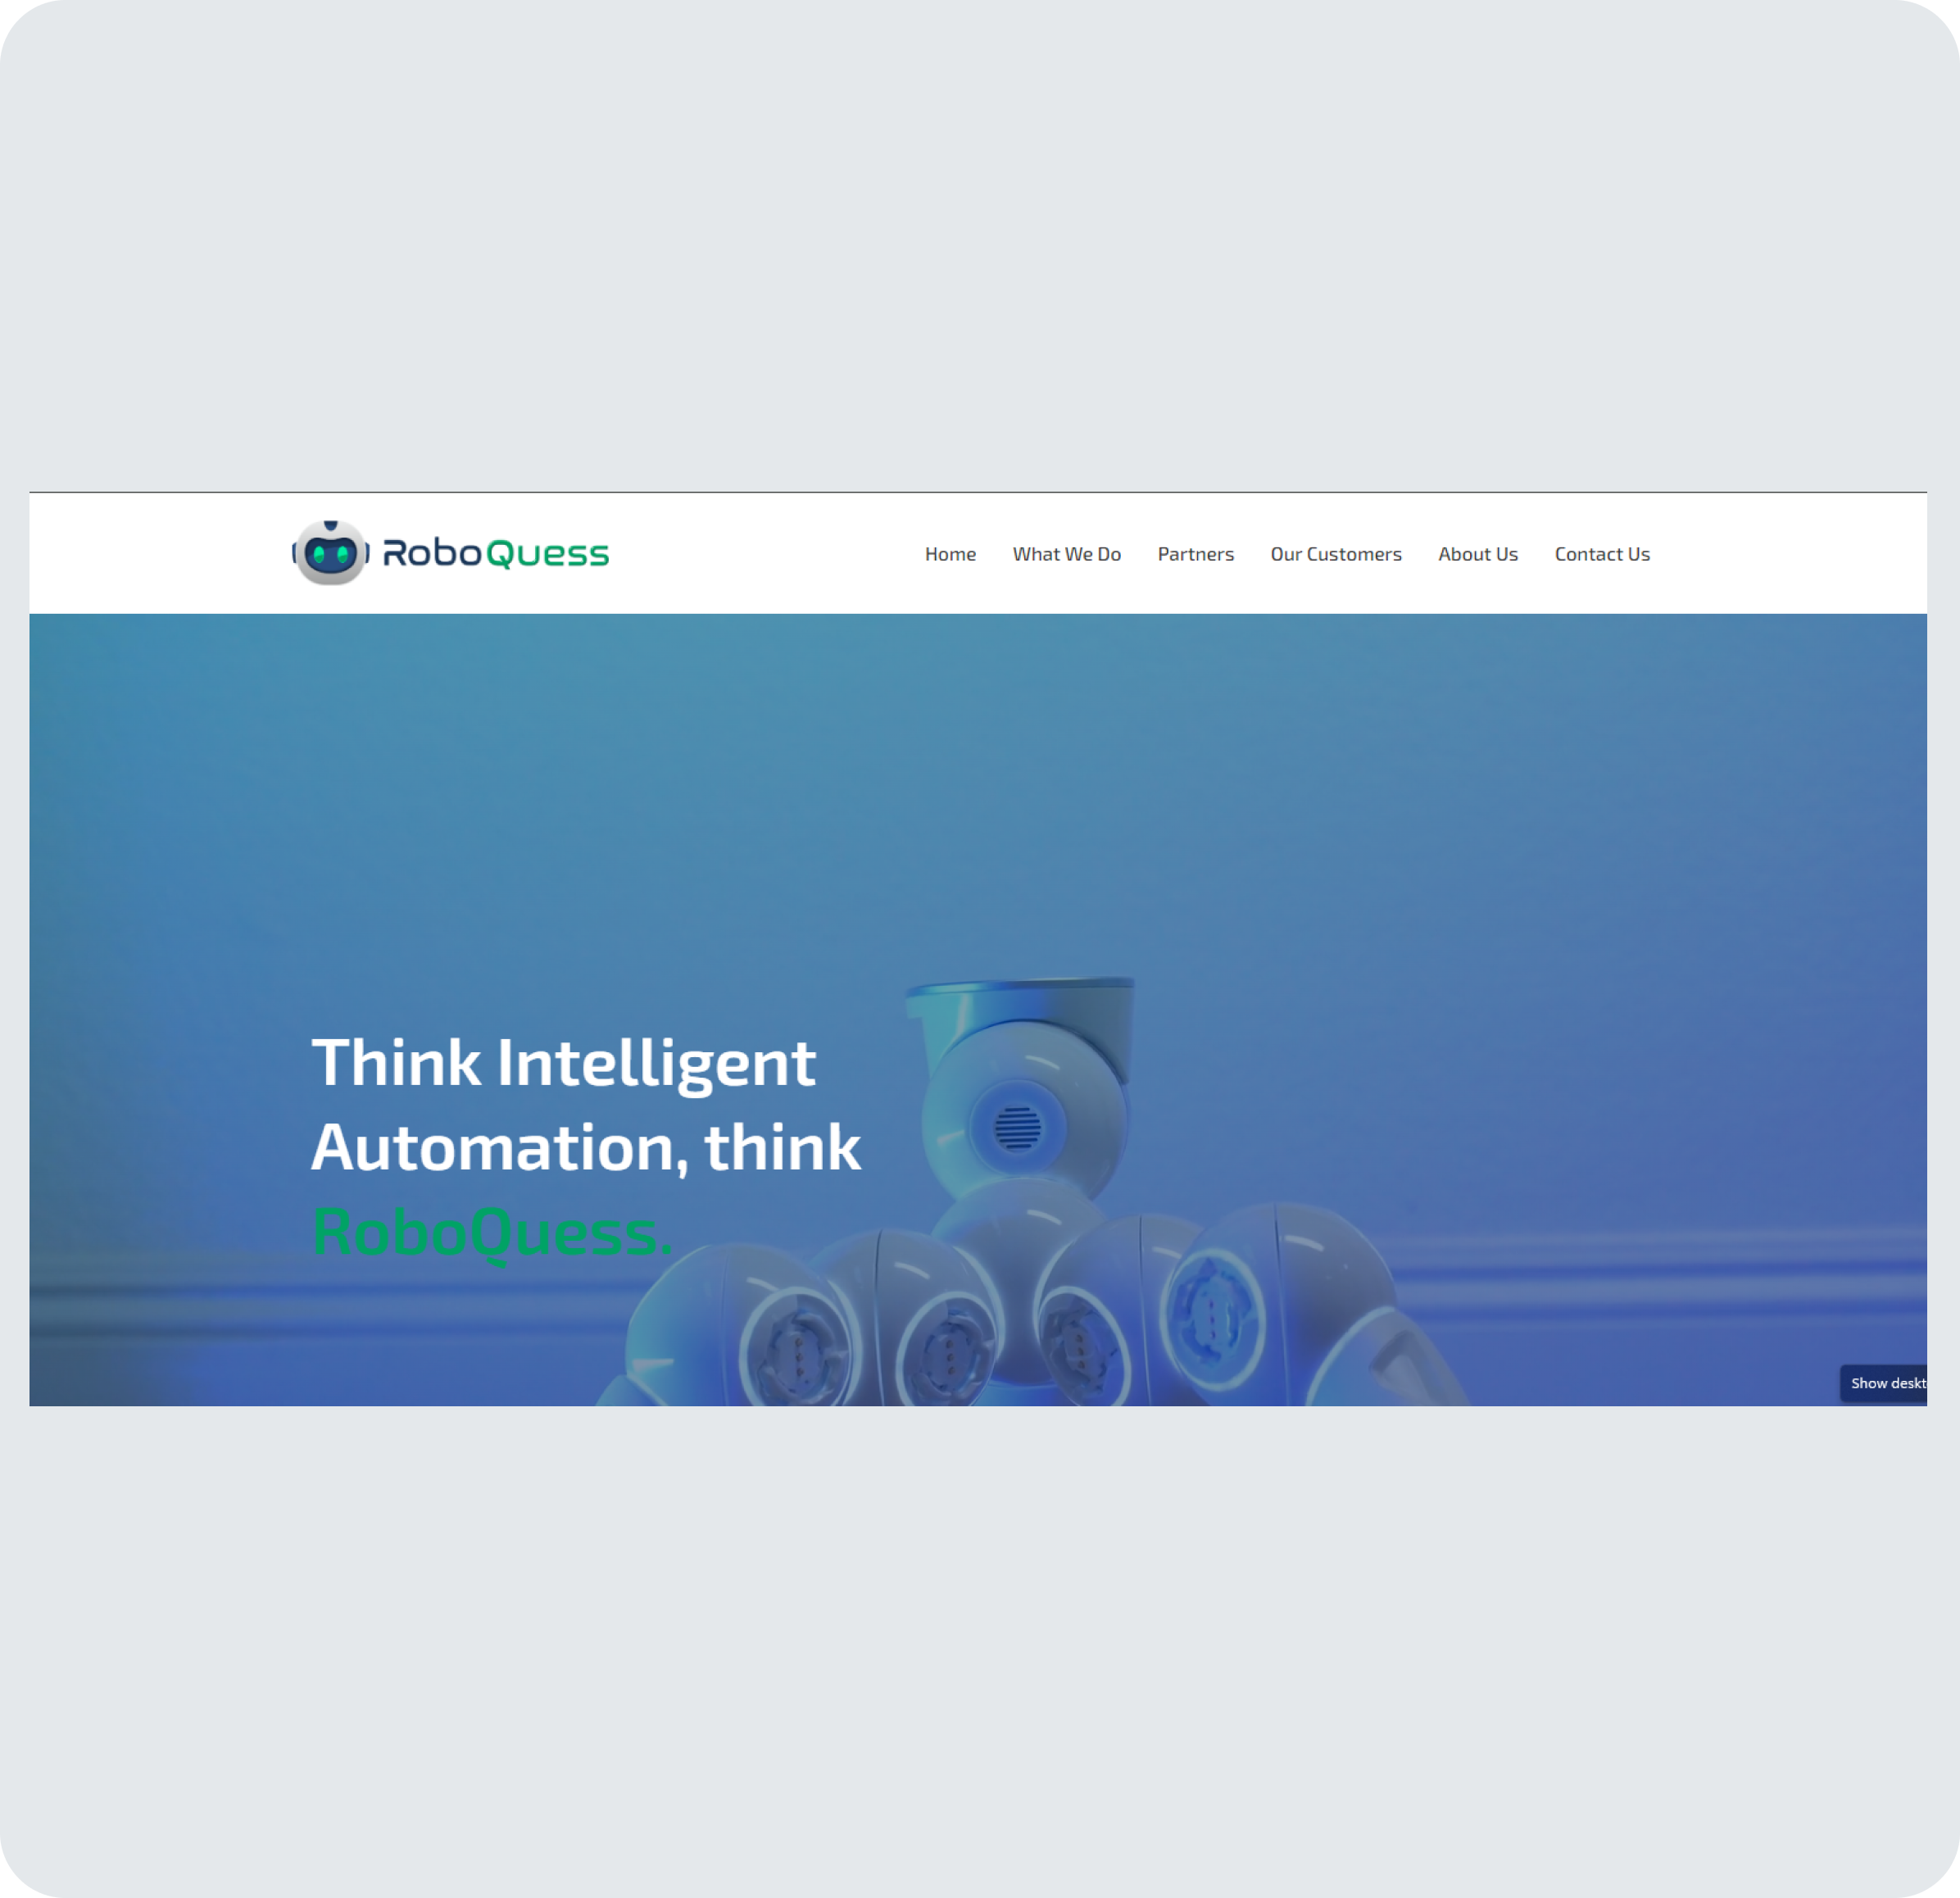 RoboQuess
Home What We Do Partners Our Customers About Us Contact Us
Think Intelligent
Automation, think
RoboQuess.
Show deskt